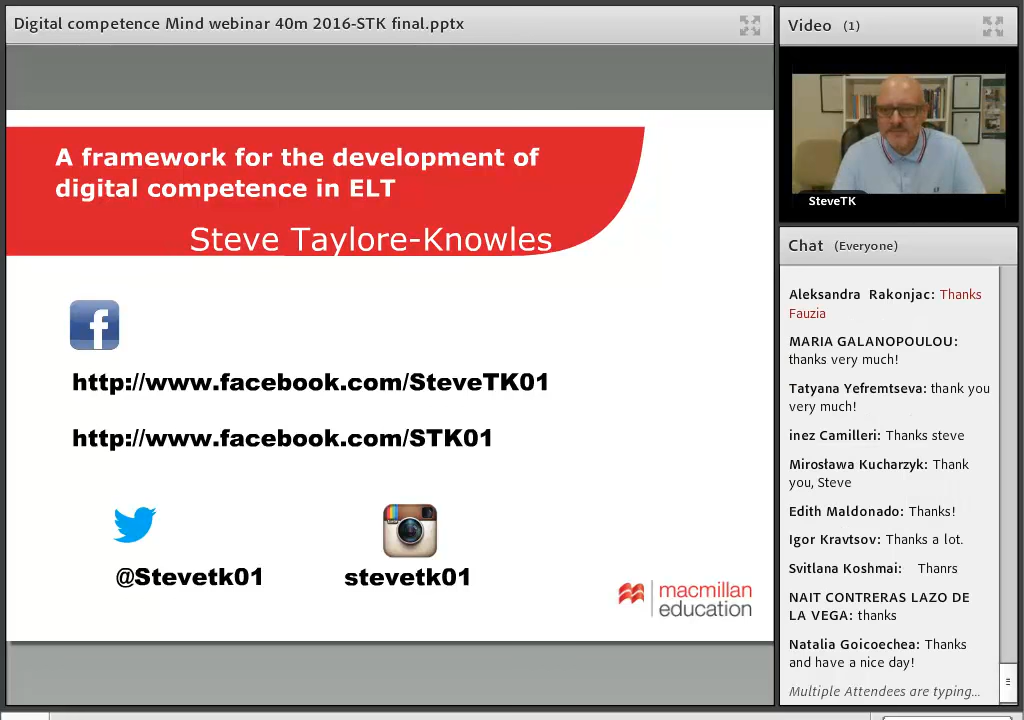 Digital competence Mind webinar 40m 2016-STK final.pptx
A framework for the development of
digital competence in ELT
Steve Taylore-Knowles
http://www.facebook.com/SteveTK01
http://www.facebook.com/STK01
@Stevetk01
stevetk01
macmillan
education
Video (1)
SteveTK
Chat (Everyone)
Aleksandra Rakonjac: Thanks
Fauzia
MARIA GALANOPOULOU:
thanks very much!
Tatyana Yefremtseva: thank you
very much!
inez Camilleri: Thanks steve
Mirosława Kucharzyk: Thank
you, Steve
Edith Maldonado: Thanks!
Igor Kravtsov: Thanks a lot.
Svitlana Koshmai: Thanrs
NAIT CONTRERAS LAZO DE
LA VEGA: thanks
Natalia Goicoechea: Thanks
and have a nice day!
Multiple Attendees are typing...